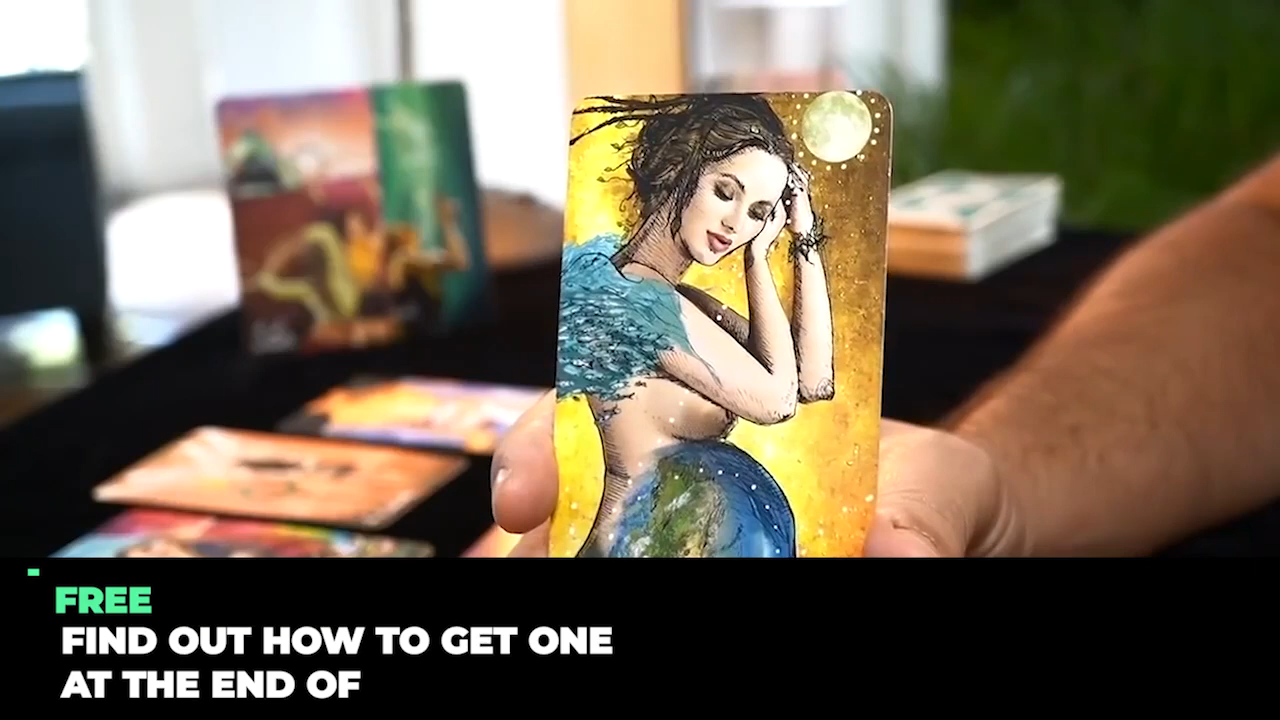 FREE
FIND OUT HOW TO GET ONE
AT THE END OF